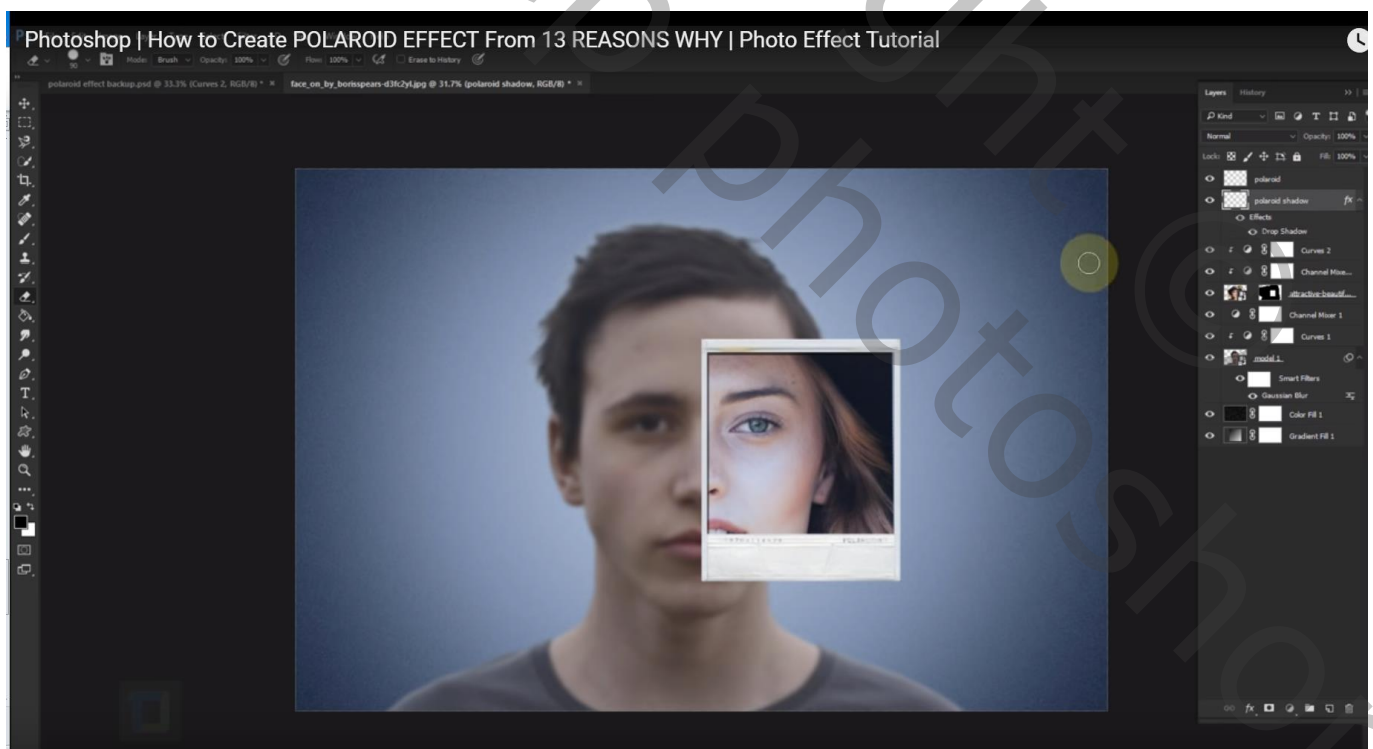 Photoshop | How to Create POLAROID EFFECT From 13 REASONS WHY | Photo Effect Tutorial
50 Mode: Brush Opacity: 100% Flow: 100% Erase to History
polaroid effect backup.psd @ 33.3% (Curves 2, RGB/8) * × face_on_by_borisspears-d3fc2yl.jpg @ 31.7% (polaroid shadow, RGB/8) * ×
Layers History
Kind
Normal Opacity: 100%
Lock: Fill: 100%
polaroid
polaroid shadow fx
Effects
Drop Shadow
Curves 2
Channel Mixe...
attractive-beautif...
Channel Mixer 1
Curves 1
model 1
Smart Filters
Gaussian Blur
Color Fill 1
Gradient Fill 1
fx
photoshop